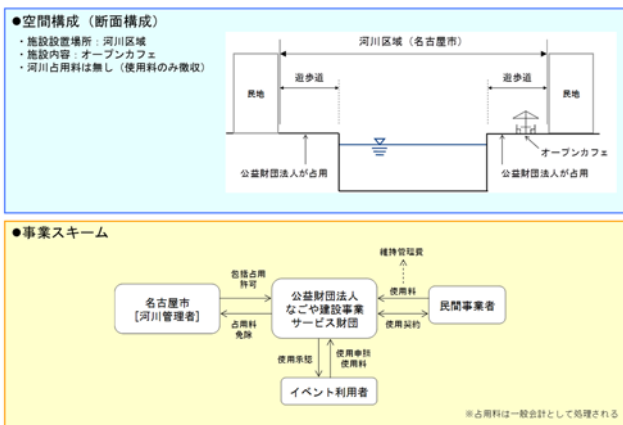 ●空間構成（断面構成）
・施設設置場所：河川区域
・施設内容：オープンカフェ
・河川占用料は無し（使用料のみ徴収）
河川区域（名古屋市）
遊歩道
遊歩道
民地
民地
オープンカフェ
公益財団法人が占用
公益財団法人が占用
●事業スキーム
維持管理費
包括占用
許可
使用料
名古屋市
［河川管理者］
公益財団法人
なごや建設事業
サービス財団
民間事業者
占用料
免除
使用契約
使用承認
使用申請
使用料
イベント利用者
※占用料は一般会計として処理される